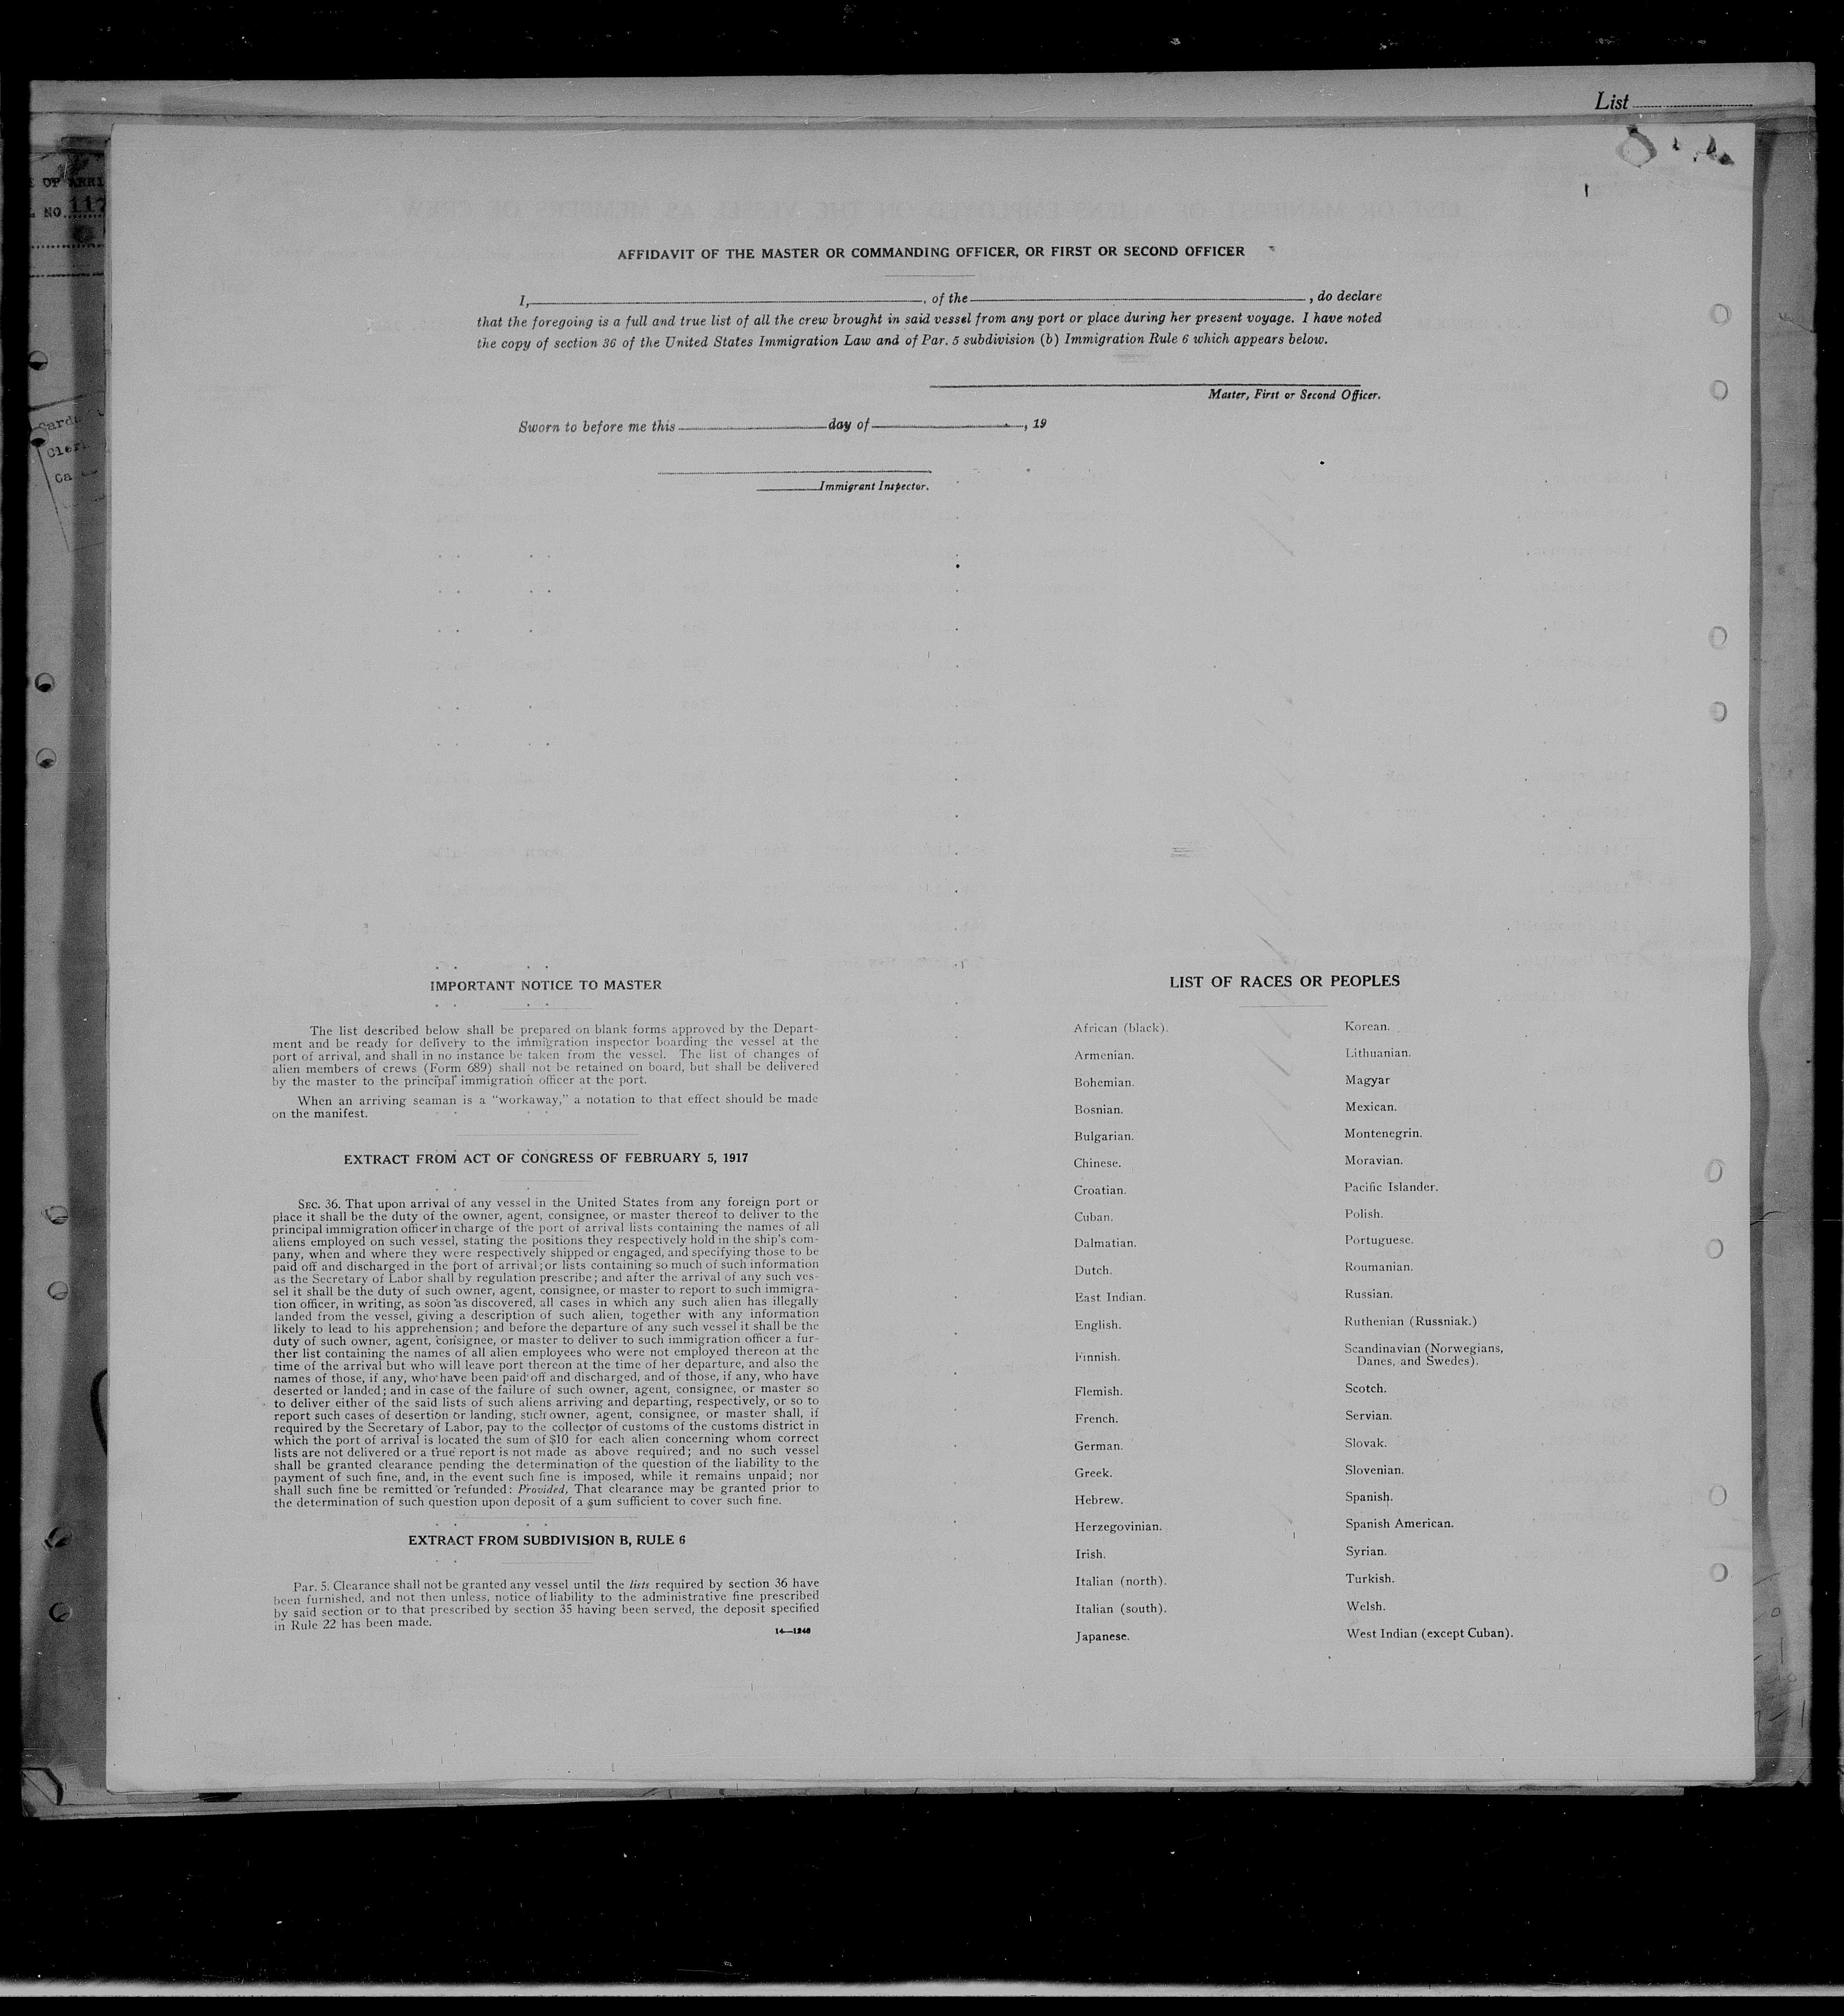 List
OF ARRI
NO. 117
AFFIDAVIT OF THE MASTER OR COMMANDING OFFICER, OR FIRST OR SECOND OFFICER
I, , of the , do declare
that the foregoing is a full and true list of all the crew brought in said vessel from any port or place during her present voyage. I have noted
the copy of section 36 of the United States Immigration Law and of Par. 5 subdivision (b) Immigration Rule 6 which appears below.
Master, First or Second Officer.
Sworn to before me this day of , 19
Immigrant Inspector.
IMPORTANT NOTICE TO MASTER
The list described below shall be prepared on blank forms approved by the Depart-
ment and be ready for delivery to the immigration inspector boarding the vessel at the
port of arrival, and shall in no instance be taken from the vessel. The list of changes of
alien members of crews (Form 689) shall not be retained on board, but shall be delivered
by the master to the principal immigration officer at the port.
When an arriving seaman is a "workaway," a notation to that effect should be made
on the manifest.
EXTRACT FROM ACT OF CONGRESS OF FEBRUARY 5, 1917
SEC. 36. That upon arrival of any vessel in the United States from any foreign port or
place it shall be the duty of the owner, agent, consignee, or master thereof to deliver to the
principal immigration officer in charge of the port of arrival lists containing the names of all
aliens employed on such vessel, stating the positions they respectively hold in the ship's com-
pany, when and where they were respectively shipped or engaged, and specifying those to be
paid off and discharged in the port of arrival; or lists containing so much of such information
as the Secretary of Labor shall by regulation prescribe; and after the arrival of any such ves-
sel it shall be the duty of such owner, agent, consignee, or master to report to such immigra-
tion officer, in writing, as soon as discovered, all cases in which any such alien has illegally
landed from the vessel, giving a description of such alien, together with any information
likely to lead to his apprehension; and before the departure of any such vessel it shall be the
duty of such owner, agent, consignee, or master to deliver to such immigration officer a fur-
ther list containing the names of all alien employees who were not employed thereon at the
time of the arrival but who will leave port thereon at the time of her departure, and also the
names of those, if any, who have been paid off and discharged, and of those, if any, who have
deserted or landed; and in case of the failure of such owner, agent, consignee, or master so
to deliver either of the said lists of such aliens arriving and departing, respectively, or so to
report such cases of desertion or landing, such owner, agent, consignee, or master shall, if
required by the Secretary of Labor, pay to the collector of customs of the customs district in
which the port of arrival is located the sum of $10 for each alien concerning whom correct
lists are not delivered or a true report is not made as above required; and no such vessel
shall be granted clearance pending the determination of the question of the liability to the
payment of such fine, and, in the event such fine is imposed, while it remains unpaid; nor
shall such fine be remitted or refunded: Provided, That clearance may be granted prior to
the determination of such question upon deposit of a sum sufficient to cover such fine.
EXTRACT FROM SUBDIVISION B, RULE 6
Par. 5. Clearance shall not be granted any vessel until the lists required by section 36 have
been furnished, and not then unless, notice of liability to the administrative fine prescribed
by said section or to that prescribed by section 35 having been served, the deposit specified
in Rule 22 has been made.
14—1240
LIST OF RACES OR PEOPLES
African (black).
Armenian.
Bohemian.
Bosnian.
Bulgarian.
Chinese.
Croatian.
Cuban.
Dalmatian.
Dutch.
East Indian.
English.
Finnish.
Flemish.
French.
German.
Greek.
Hebrew.
Herzegovinian.
Irish.
Italian (north).
Italian (south).
Japanese.
Korean.
Lithuanian.
Magyar
Mexican.
Montenegrin.
Moravian.
Pacific Islander.
Polish.
Portuguese.
Roumanian.
Russian.
Ruthenian (Russniak.)
Scandinavian (Norwegians,
Danes, and Swedes).
Scotch.
Servian.
Slovak.
Slovenian.
Spanish.
Spanish American.
Syrian.
Turkish.
Welsh.
West Indian (except Cuban).